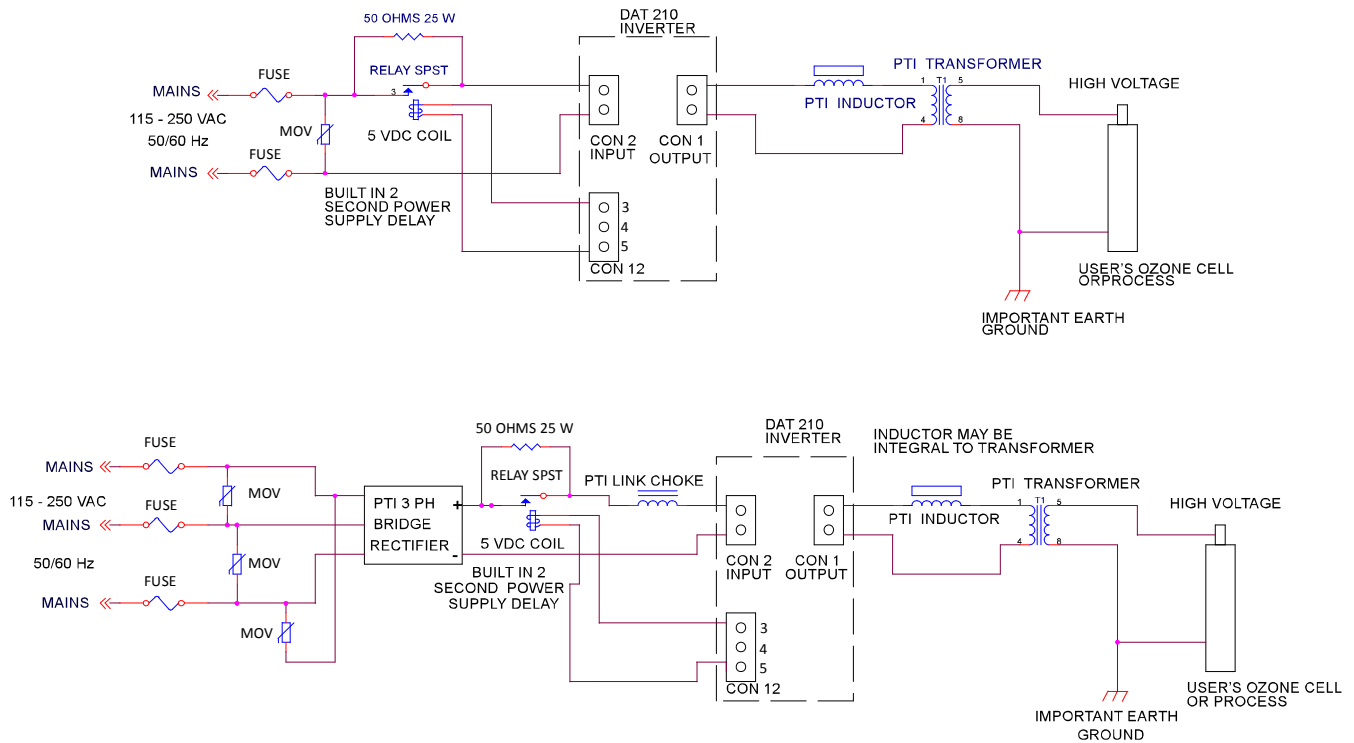 50 OHMS 25 W
DAT 210
INVERTER
FUSE
RELAY SPST
PTI TRANSFORMER
MAINS
3
1 T1 5
HIGH VOLTAGE
115 - 250 VAC
50/60 Hz
MOV
5 VDC COIL
PTI INDUCTOR
4 8
FUSE
CON 2
INPUT
CON 1
OUTPUT
MAINS
BUILT IN 2
SECOND POWER
SUPPLY DELAY
3
4
5
CON 12
USER'S OZONE CELL
ORPROCESS
IMPORTANT EARTH
GROUND
50 OHMS 25 W
DAT 210
INVERTER
INDUCTOR MAY BE
INTEGRAL TO TRANSFORMER
FUSE
RELAY SPST
PTI LINK CHOKE
PTI TRANSFORMER
MAINS
MOV
115 - 250 VAC
FUSE
PTI 3 PH
BRIDGE
RECTIFIER
+
-
1 T1 5
HIGH VOLTAGE
MAINS
PTI INDUCTOR
4 8
5 VDC COIL
50/60 Hz
MOV
CON 2
INPUT
CON 1
OUTPUT
FUSE
BUILT IN 2
SECOND POWER
SUPPLY DELAY
MAINS
MOV
3
4
5
CON 12
USER'S OZONE CELL
OR PROCESS
IMPORTANT EARTH
GROUND